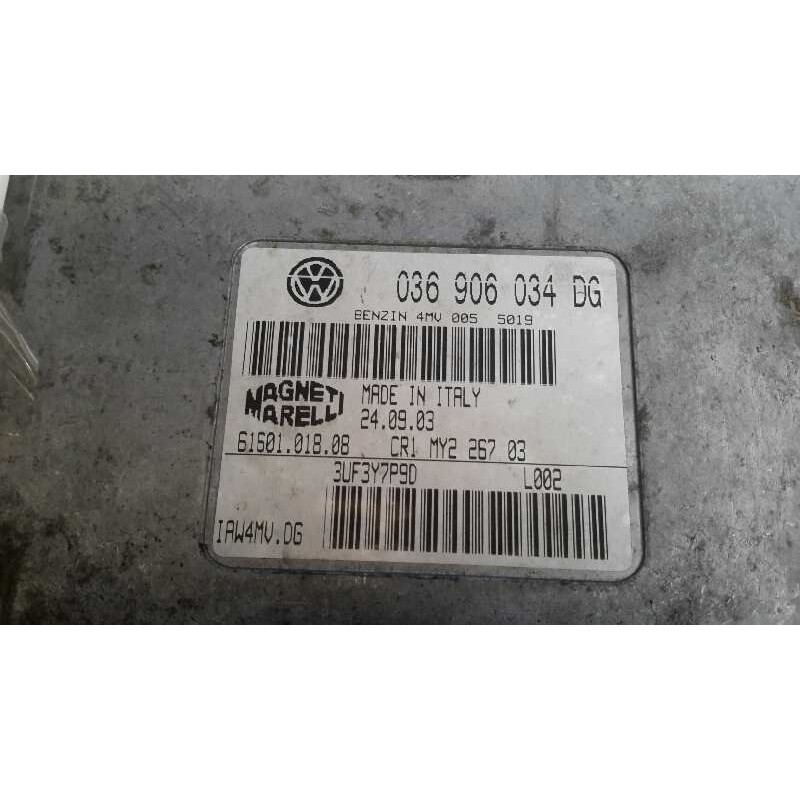 036 906 034 DG
BENZIN 4MV 005 5019
MAGNETI MARELLI
MADE IN ITALY
24.09.03
61601.018.08 CR1 MY2 267 03
3UF3Y7P9D L002
IAW4MV.DG